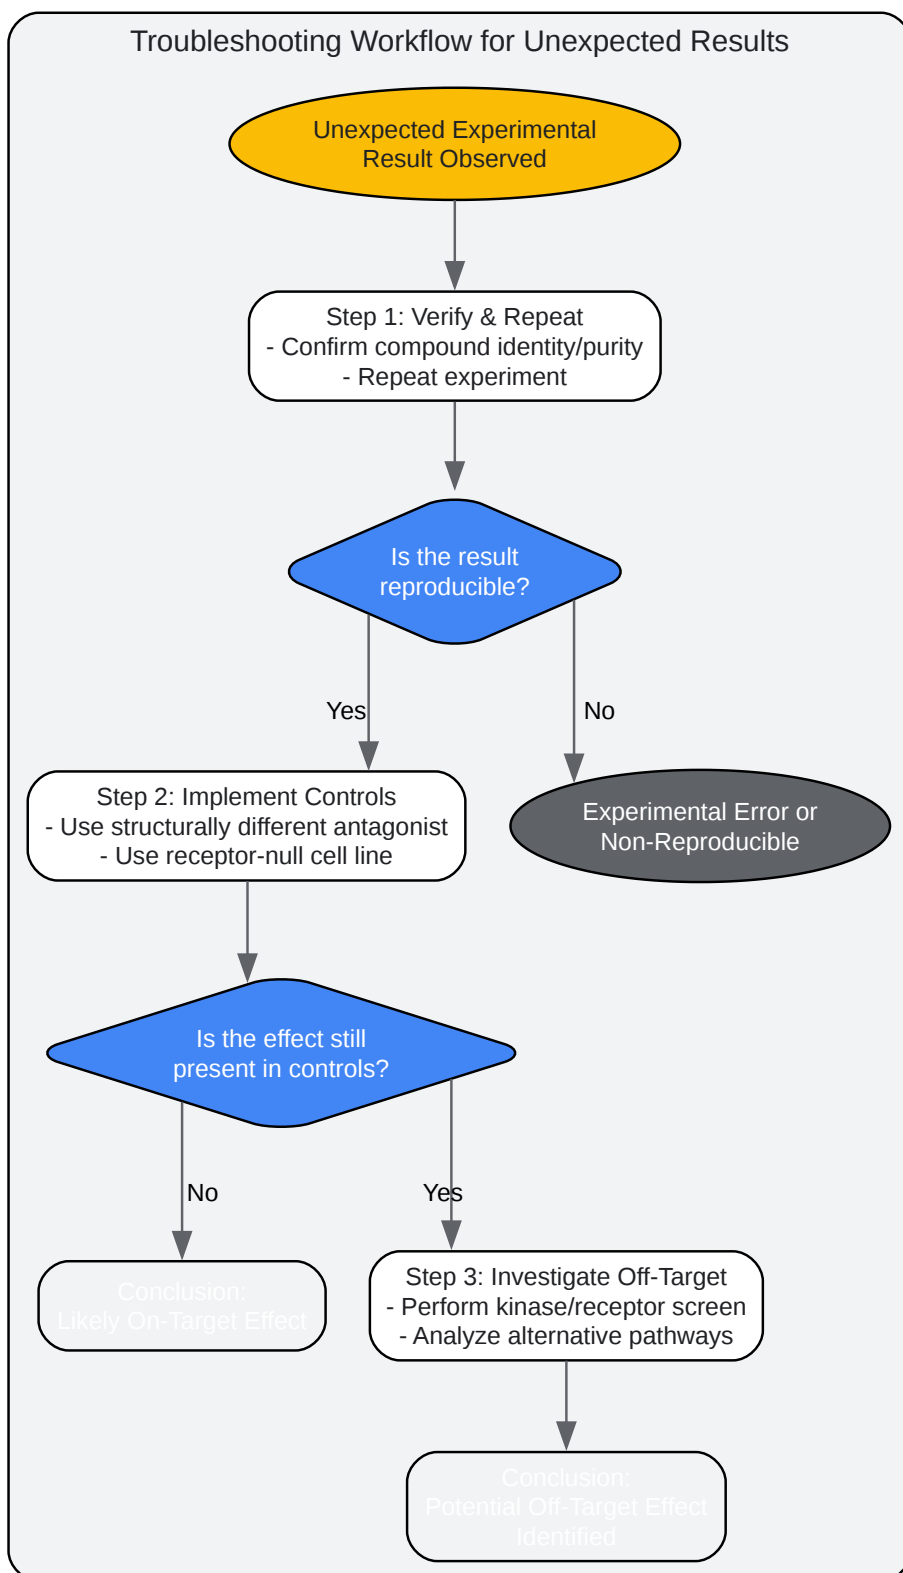 Troubleshooting Workflow for Unexpected Results
Unexpected Experimental
Result Observed
Step 1: Verify & Repeat
- Confirm compound identity/purity
- Repeat experiment
Is the result
reproducible?
Yes
No
Step 2: Implement Controls
- Use structurally different antagonist
- Use receptor-null cell line
Experimental Error or
Non-Reproducible
Is the effect still
present in controls?
No
Yes
Conclusion:
Likely On-Target Effect
Step 3: Investigate Off-Target
- Perform kinase/receptor screen
- Analyze alternative pathways
Conclusion:
Potential Off-Target Effect
Identified